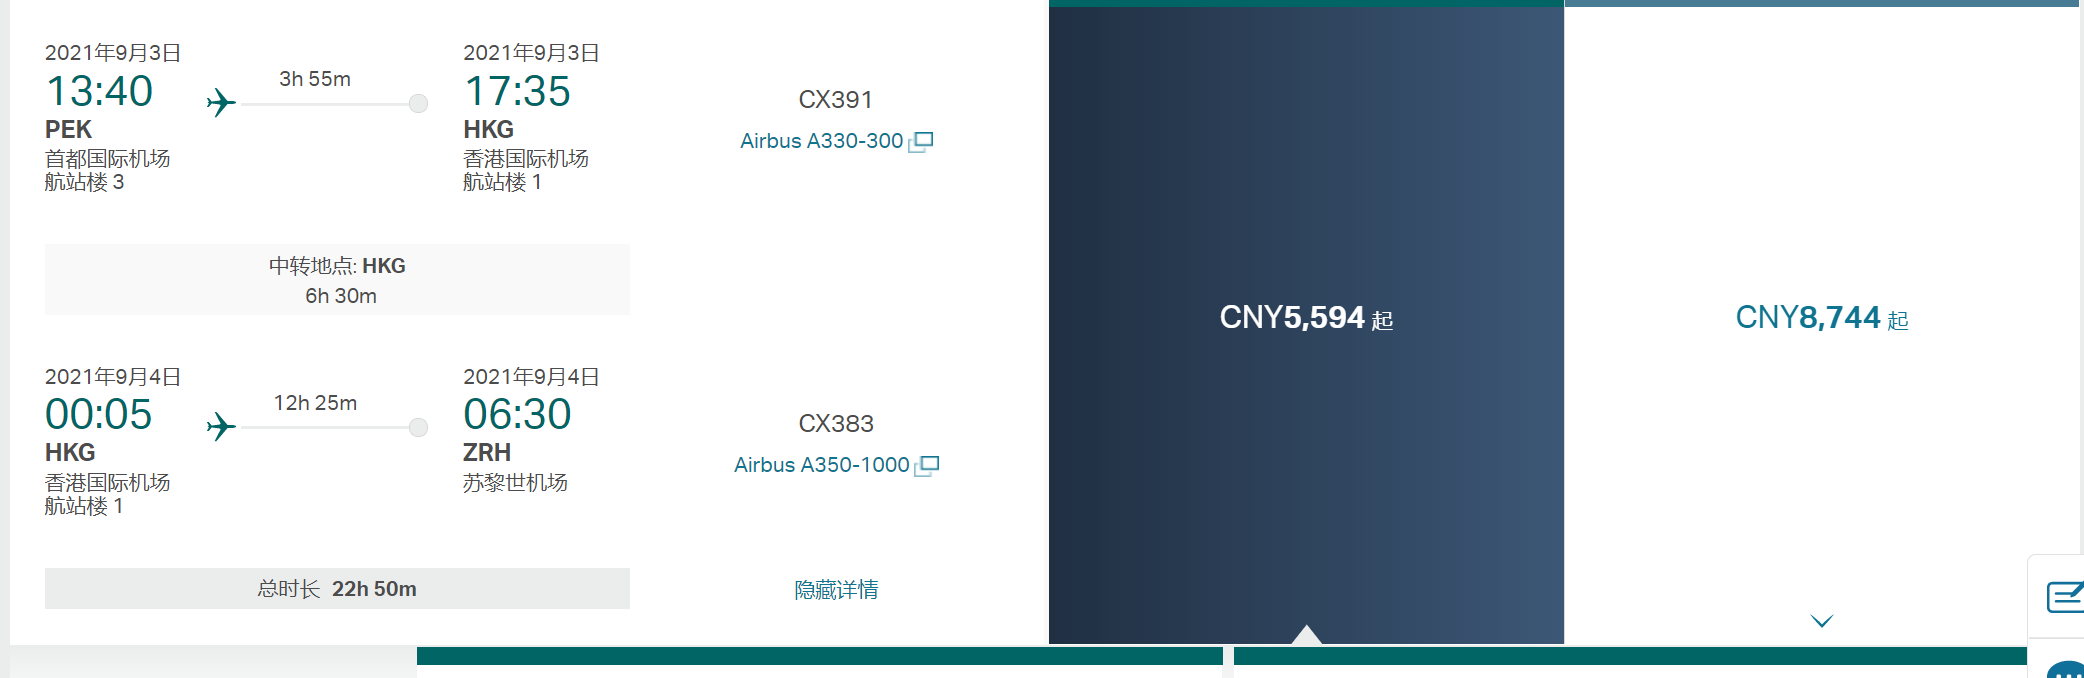 2021年9月3日
13:40
PEK
首都国际机场
航站楼 3
3h 55m
2021年9月3日
17:35
HKG
香港国际机场
航站楼 1
CX391
Airbus A330-300
中转地点: HKG
6h 30m
2021年9月4日
00:05
HKG
香港国际机场
航站楼 1
12h 25m
2021年9月4日
06:30
ZRH
苏黎世机场
CX383
Airbus A350-1000
总时长 22h 50m
隐藏详情
CNY5,594 起
CNY8,744 起